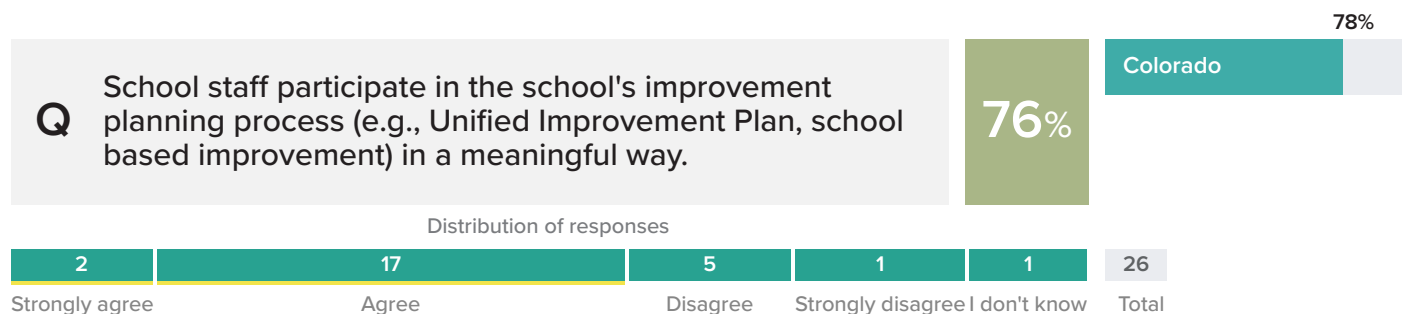 78%
Q
School staff participate in the school's improvement
planning process (e.g., Unified Improvement Plan, school
based improvement) in a meaningful way.
76%
Colorado
Distribution of responses
2 17 5 1 1 26
Strongly agree Agree Disagree Strongly disagree I don't know Total